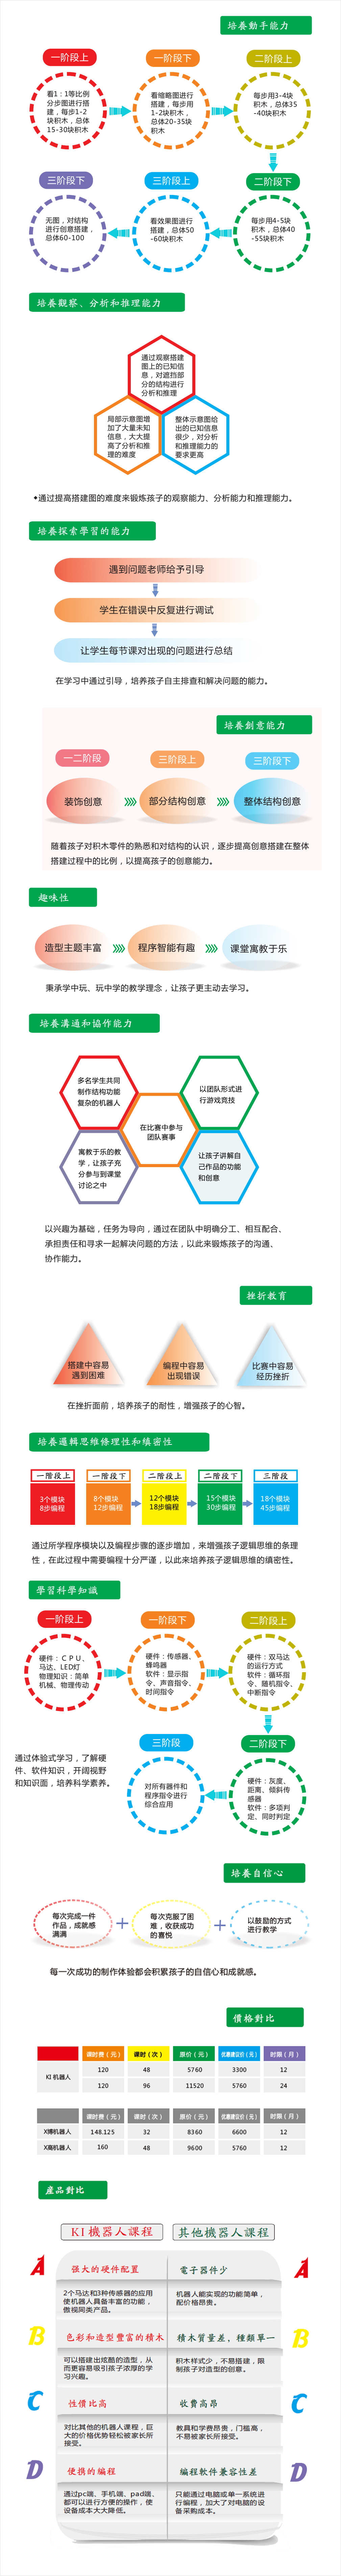 培養動手能力
一阶段上
看1：1等比例
分步图进行搭
建，每步1-2
块积木，总体
15-30块积木
一阶段下
看缩略图进行
搭建，每步用
1-2块积木，
总体20-35块
积木
二阶段上
每步用3-4块
积木，总体35
-40块积木
三阶段下
无图，对结构
进行创意搭建，
总体60-100
三阶段上
看效果图进行
搭建，总体50
-60块积木
二阶段下
每步用4-5块
积木，总体40
-55块积木
培養觀察、分析和推理能力
通过观察搭建
图上的已知信
息，对遮挡部
分的结构进行
分析和推理
局部示意图增
加了大量未知
信息，大大提
高了分析和推
理的难度
整体示意图给
出的已知信息
很少，对分析
和推理能力的
要求更高
•通过提高搭建图的难度来锻炼孩子的观察能力、分析能力和推理能力。
培養探索學習的能力
遇到问题老师给予引导
学生在错误中反复进行调试
让学生每节课对出现的问题进行总结
在学习中通过引导，培养孩子自主排查和解决问题的能力。
培養創意能力
一二阶段
三阶段上
三阶段下
装饰创意
部分结构创意
整体结构创意
随着孩子对积木零件的熟悉和对结构的认识，逐步提高创意搭建在整体
搭建过程中的比例，以提高孩子的创意能力。
趣味性
造型主题丰富
程序智能有趣
课堂寓教于乐
秉承学中玩、玩中学的教学理念，让孩子更主动去学习。
培養溝通和協作能力
多名学生共同
制作结构功能
复杂的机器人
以团队形式进
行游戏竞技
在比赛中参与
团队赛事
寓教于乐的教
学，让孩子充
分参与到课堂
讨论之中
让孩子讲解自
己作品的功能
和创意
以兴趣为基础，任务为导向，通过在团队中明确分工、相互配合、
承担责任和寻求一起解决问题的方法，以此来锻炼孩子的沟通、
协作能力。
挫折教育
搭建中容易
遇到困难
编程中容易
出现错误
比赛中容易
经历挫折
在挫折面前，培养孩子的耐性，增强孩子的心智。
培養邏輯思維條理性和縝密性
一階段上
一階段下
二階段上
二階段下
三階段
3个模块
8步编程
8个模块
12步编程
12个模块
18步编程
15个模块
30步编程
18个模块
45步编程
通过所学程序模块以及编程步骤的逐步增加，来增强孩子逻辑思维的条理
性，在此过程中需要编程十分严谨，以此来培养孩子逻辑思维的缜密性。
學習科學知識
一阶段上
硬件：ＣＰＵ、
马达、LED灯
物理知识：简单
机械、物理传动
一阶段下
硬件：传感器、
蜂鸣器
软件：显示指
令、声音指令、
时间指令
二阶段上
硬件：双马达
的运行方式
软件：循环指
令、随机指令、
中断指令
通过体验式学习，了解硬
件、软件知识，开阔视野
和知识面，培养科学素养。
三阶段
对所有器件和
程序指令进行
综合应用
二阶段下
硬件：灰度、
距离、倾斜传
感器
软件：多项判
定、同时判定
培養自信心
每次完成一件
作品，成就感
满满
+
每次克服了困
难，收获成功
的喜悦
+
以鼓励的方式
进行教学
每一次成功的制作体验都会积累孩子的自信心和成就感。
價格對比
课时费（元） 课时（次） 原价（元） 优惠建议价（元） 时限（月）
KI 机器人
120 48 5760 3300 12
120 96 11520 5760 24
课时费（元） 课时（次） 原价（元） 优惠建议价（元） 时限（月）
X博机器人 148.125 32 8360 6600 12
X高机器人 160 48 9600 5760 12
産品對比
KI機器人課程 其他機器人課程
A 强大的硬件配置 電子器件少 A
2个马达和3种传感器的应用
使机器人具备丰富的功能，
傲视同类产品。
机器人能实现的功能简单，
配价格昂贵。
B 色彩和造型豐富的積木 積木質量差，種類單一 B
可以搭建出炫酷的造型，从
而更容易吸引孩子浓厚的学
习兴趣。
积木样式少，不易搭建，限
制孩子对造型的创意。
C 性價比高 收費高昂 C
对比其他的机器人课程，巨
大的价格优势轻松被家长所
接受。
教具和学费昂贵，门槛高，
不易被家长所接受。
D 便携的編程 編程軟件兼容性差 D
通过pc端、手机端、pad端、
都可以进行方便的操作，使
设备成本大大降低。
只能通过电脑或单一系统进
行编程，加大了对电脑的设
备采购成本。